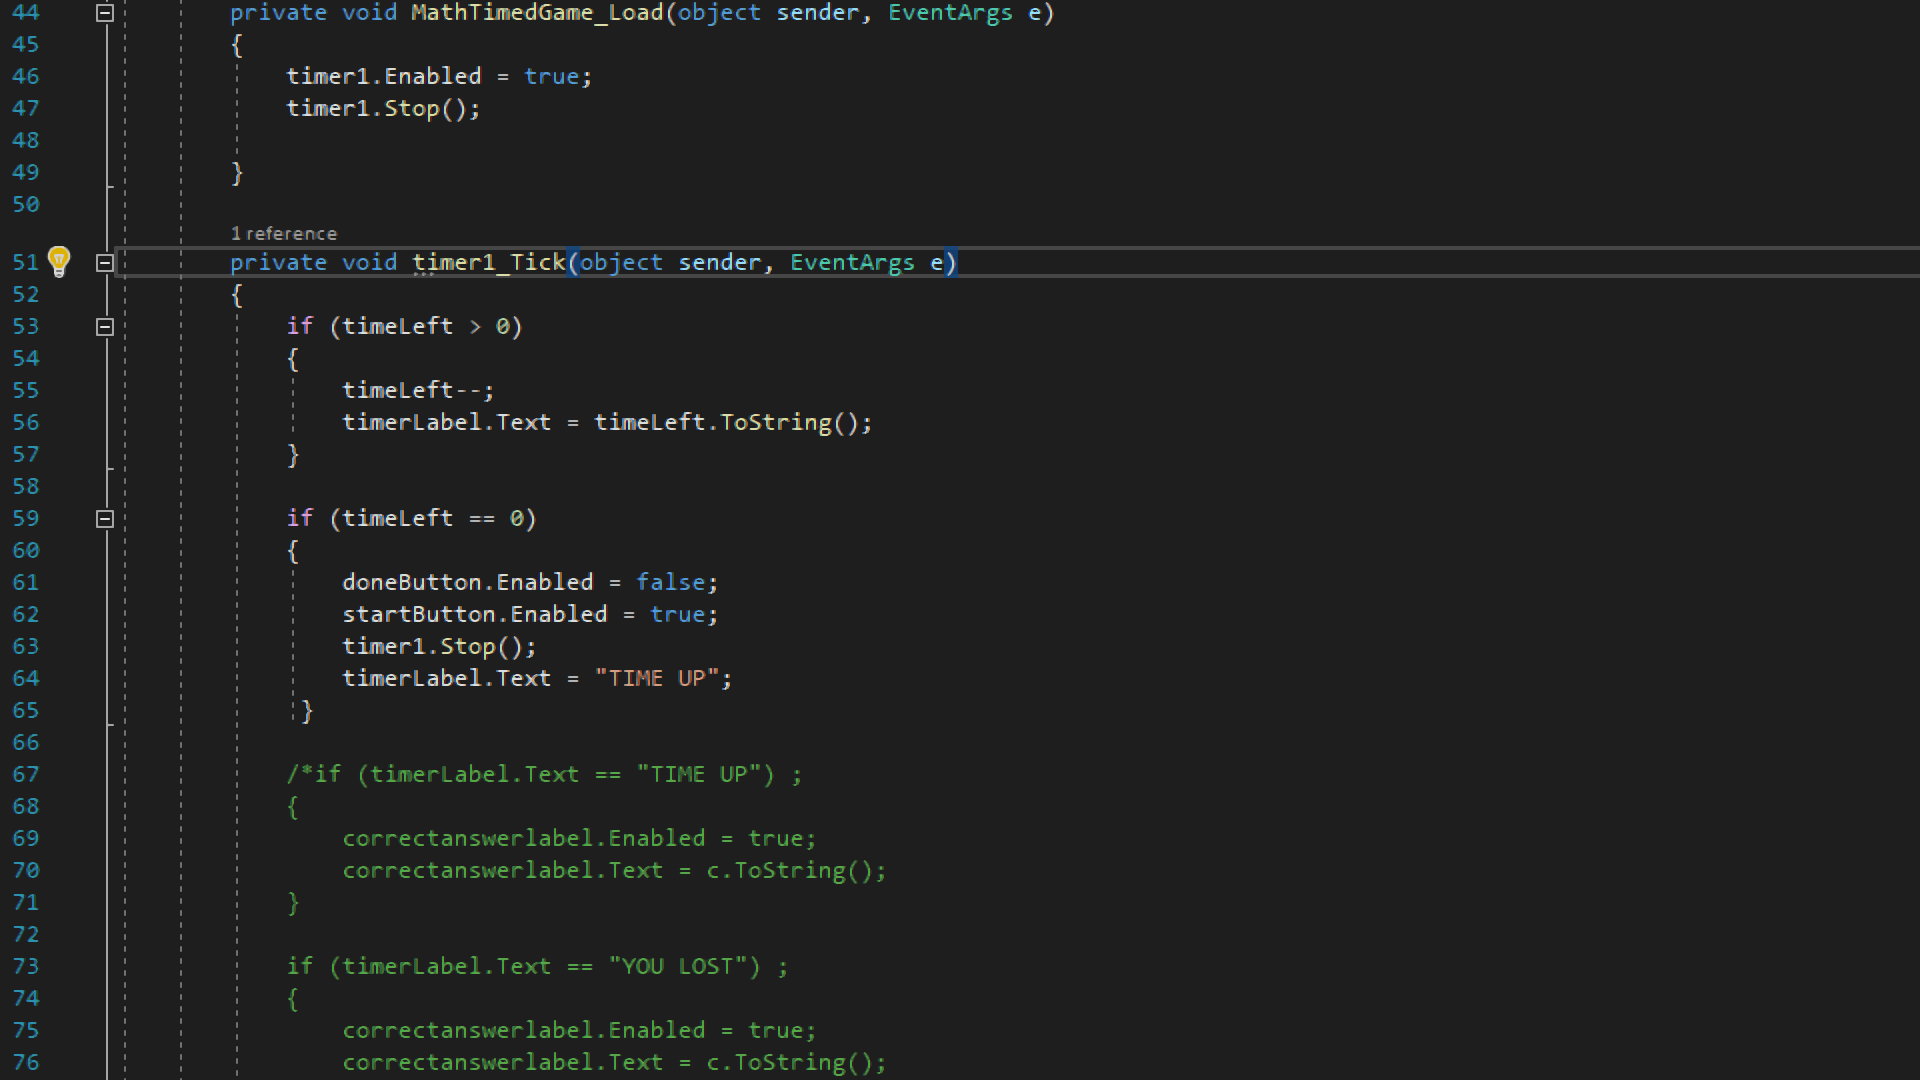 44 private void MathTimedGame_Load(object sender, EventArgs e)
45 {
46 timer1.Enabled = true;
47 timer1.Stop();
48
49 }
50
1 reference
51 private void timer1_Tick(object sender, EventArgs e)
52 {
53 if (timeLeft > 0)
54 {
55 timeLeft--;
56 timerLabel.Text = timeLeft.ToString();
57 }
58
59 if (timeLeft == 0)
60 {
61 doneButton.Enabled = false;
62 startButton.Enabled = true;
63 timer1.Stop();
64 timerLabel.Text = "TIME UP";
65 }
66
67 /*if (timerLabel.Text == "TIME UP") ;
68 {
69 correctanswerlabel.Enabled = true;
70 correctanswerlabel.Text = c.ToString();
71 }
72
73 if (timerLabel.Text == "YOU LOST") ;
74 {
75 correctanswerlabel.Enabled = true;
76 correctanswerlabel.Text = c.ToString();